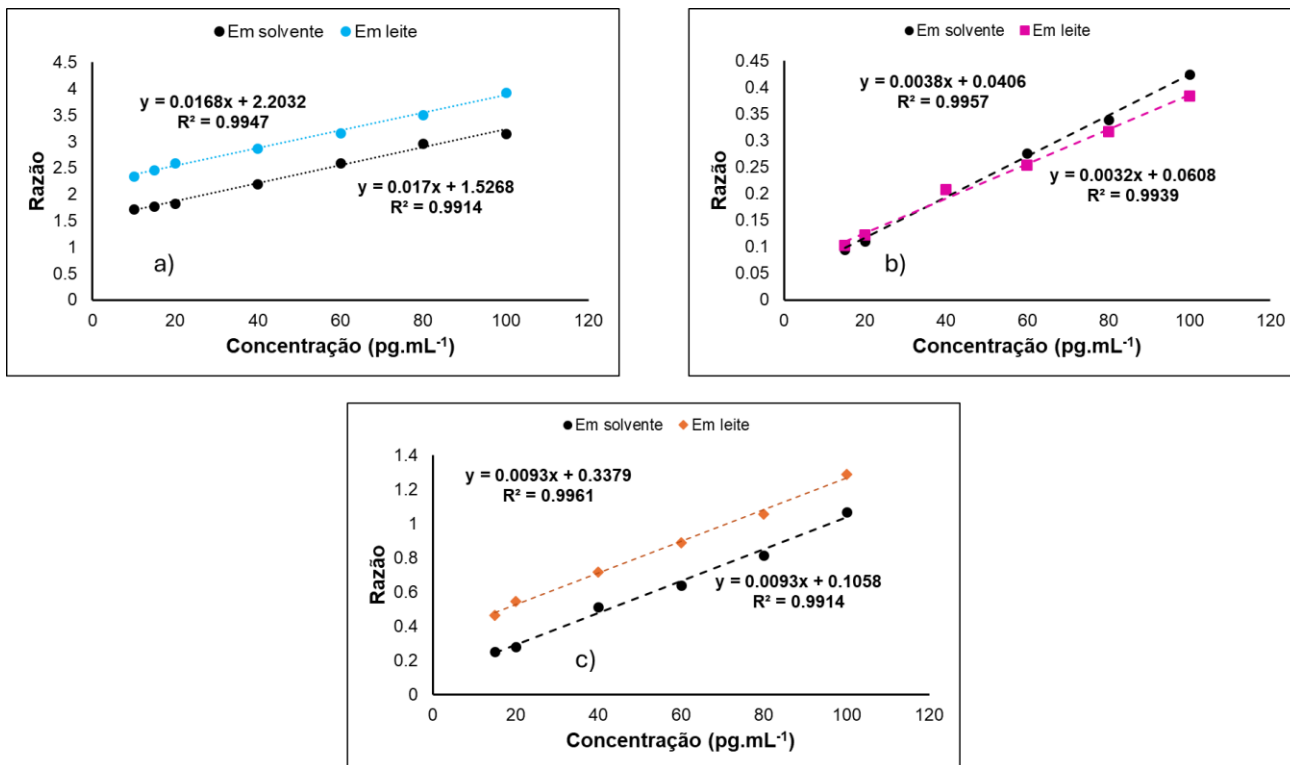 Em solvente Em leite
4.5
4
3.5
3
2.5
2
1.5
1
0.5
0
Razão
y = 0.0168x + 2.2032
R² = 0.9947
y = 0.017x + 1.5268
R² = 0.9914
a)
0 20 40 60 80 100 120
Concentração (pg.mL⁻¹)
Em solvente Em leite
0.45
0.4
0.35
0.3
0.25
0.2
0.15
0.1
0.05
0
Razão
y = 0.0038x + 0.0406
R² = 0.9957
y = 0.0032x + 0.0608
R² = 0.9939
b)
0 20 40 60 80 100 120
Concentração (pg.mL⁻¹)
Em solvente Em leite
1.4
1.2
1
0.8
0.6
0.4
0.2
0
Razão
y = 0.0093x + 0.3379
R² = 0.9961
y = 0.0093x + 0.1058
R² = 0.9914
c)
0 20 40 60 80 100 120
Concentração (pg.mL⁻¹)